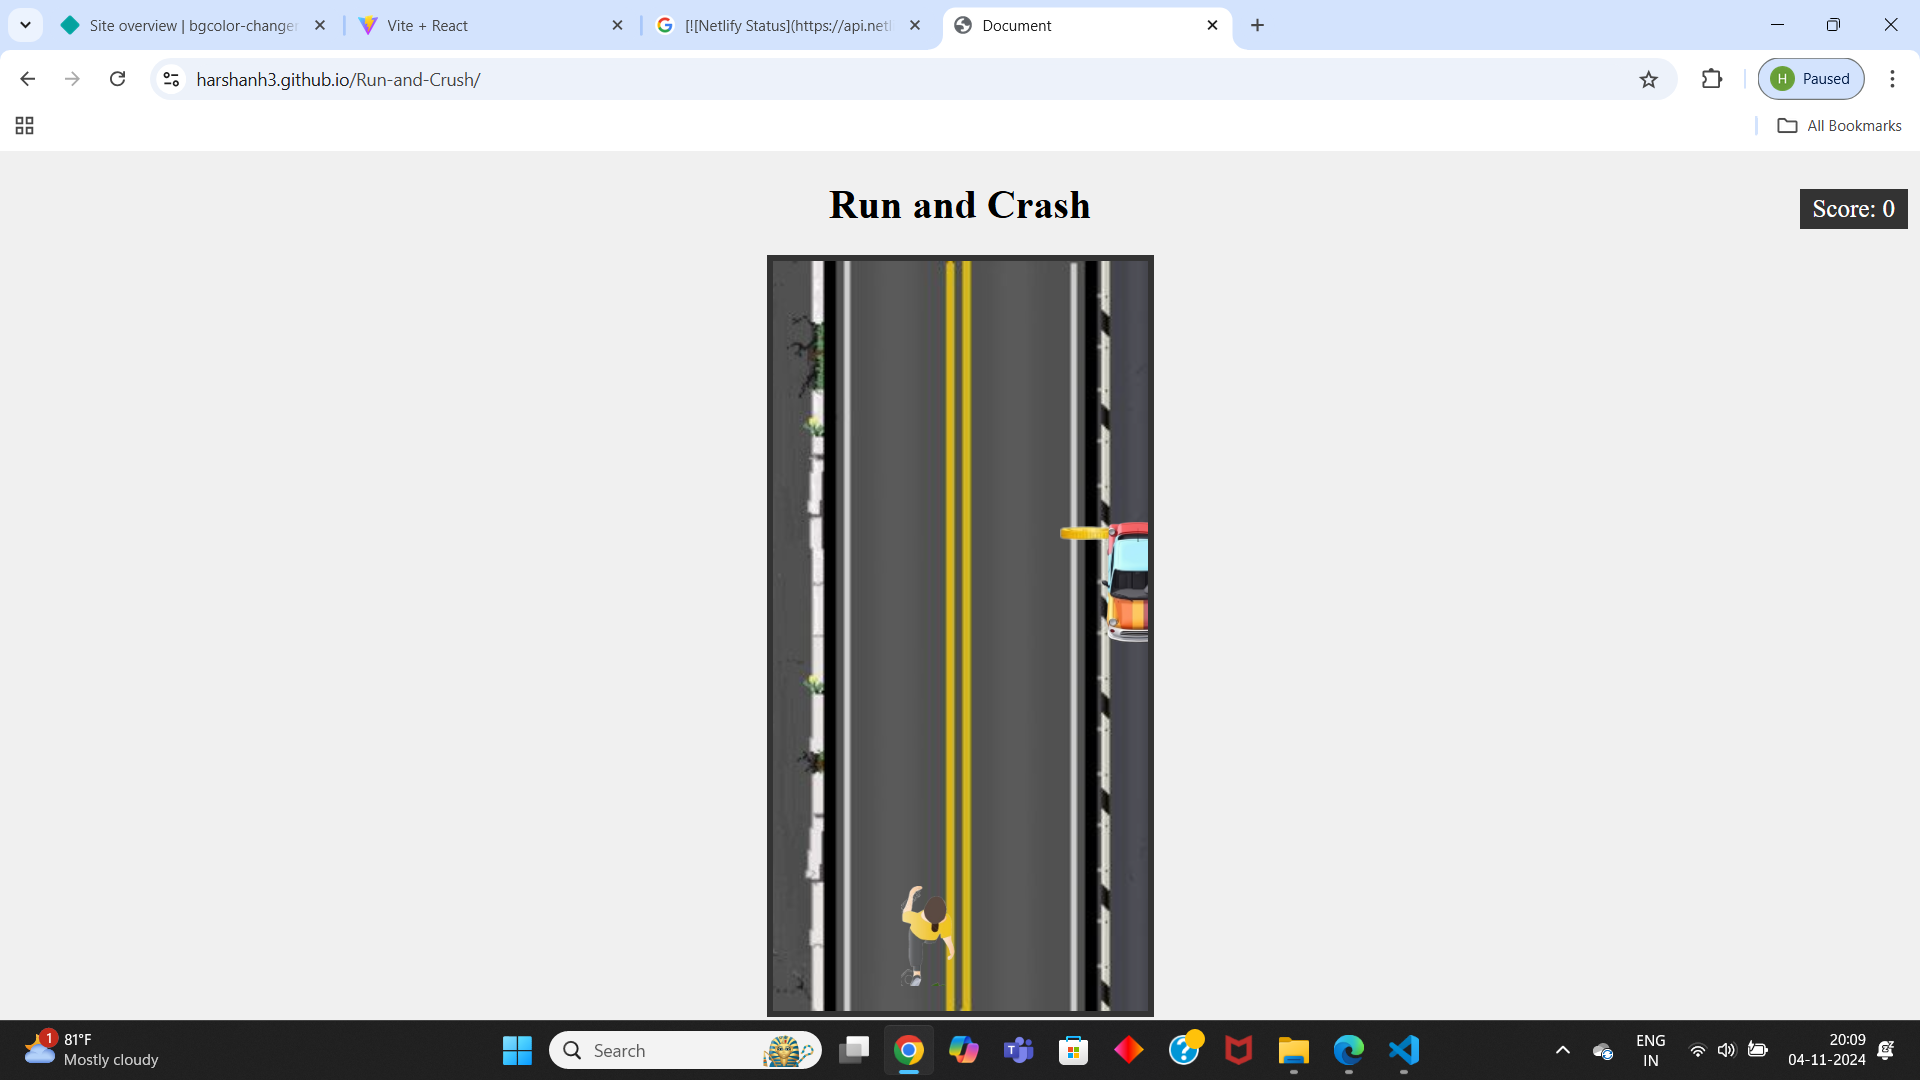 Site overview | bgcolor-changer
Vite + React
[![Netlify Status](https://api.netl
Document
harshanh3.github.io/Run-and-Crush/
H Paused
All Bookmarks
Run and Crash
Score: 0
1
81°F
Mostly cloudy
Search
ENG
IN
20:09
04-11-2024